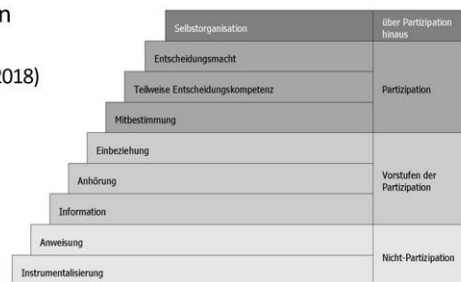 n
2018)
Selbstorganisation
über Partizipation
hinaus
Entscheidungsmacht
Teilweise Entscheidungskompetenz
Partizipation
Mitbestimmung
Einbeziehung
Anhörung
Vorstufen der
Partizipation
Information
Anweisung
Nicht-Partizipation
Instrumentalisierung